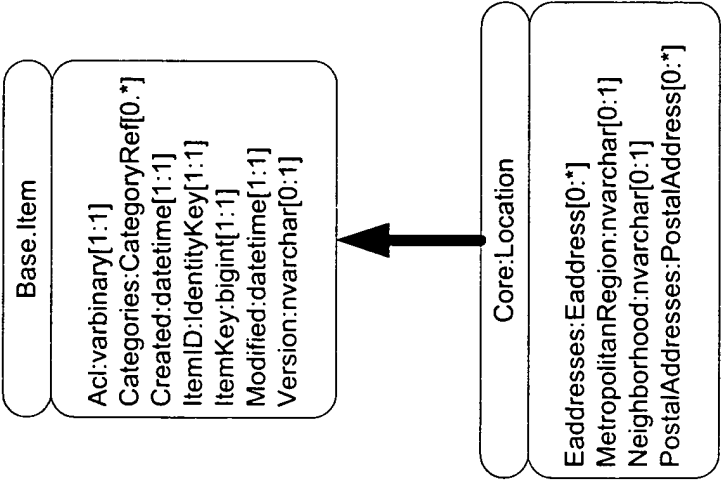 Base.Item
Acl:varbinary[1:1]
Categories:CategoryRef[0.*]
Created:datetime[1:1]
ItemID:IdentityKey[1:1]
ItemKey:bigint[1:1]
Modified:datetime[1:1]
Version:nvarchar[0:1]
Core:Location
Eaddresses:Eaddress[0:*]
MetropolitanRegion:nvarchar[0:1]
Neighborhood:nvarchar[0:1]
PostalAddresses:PostalAddress[0:*]